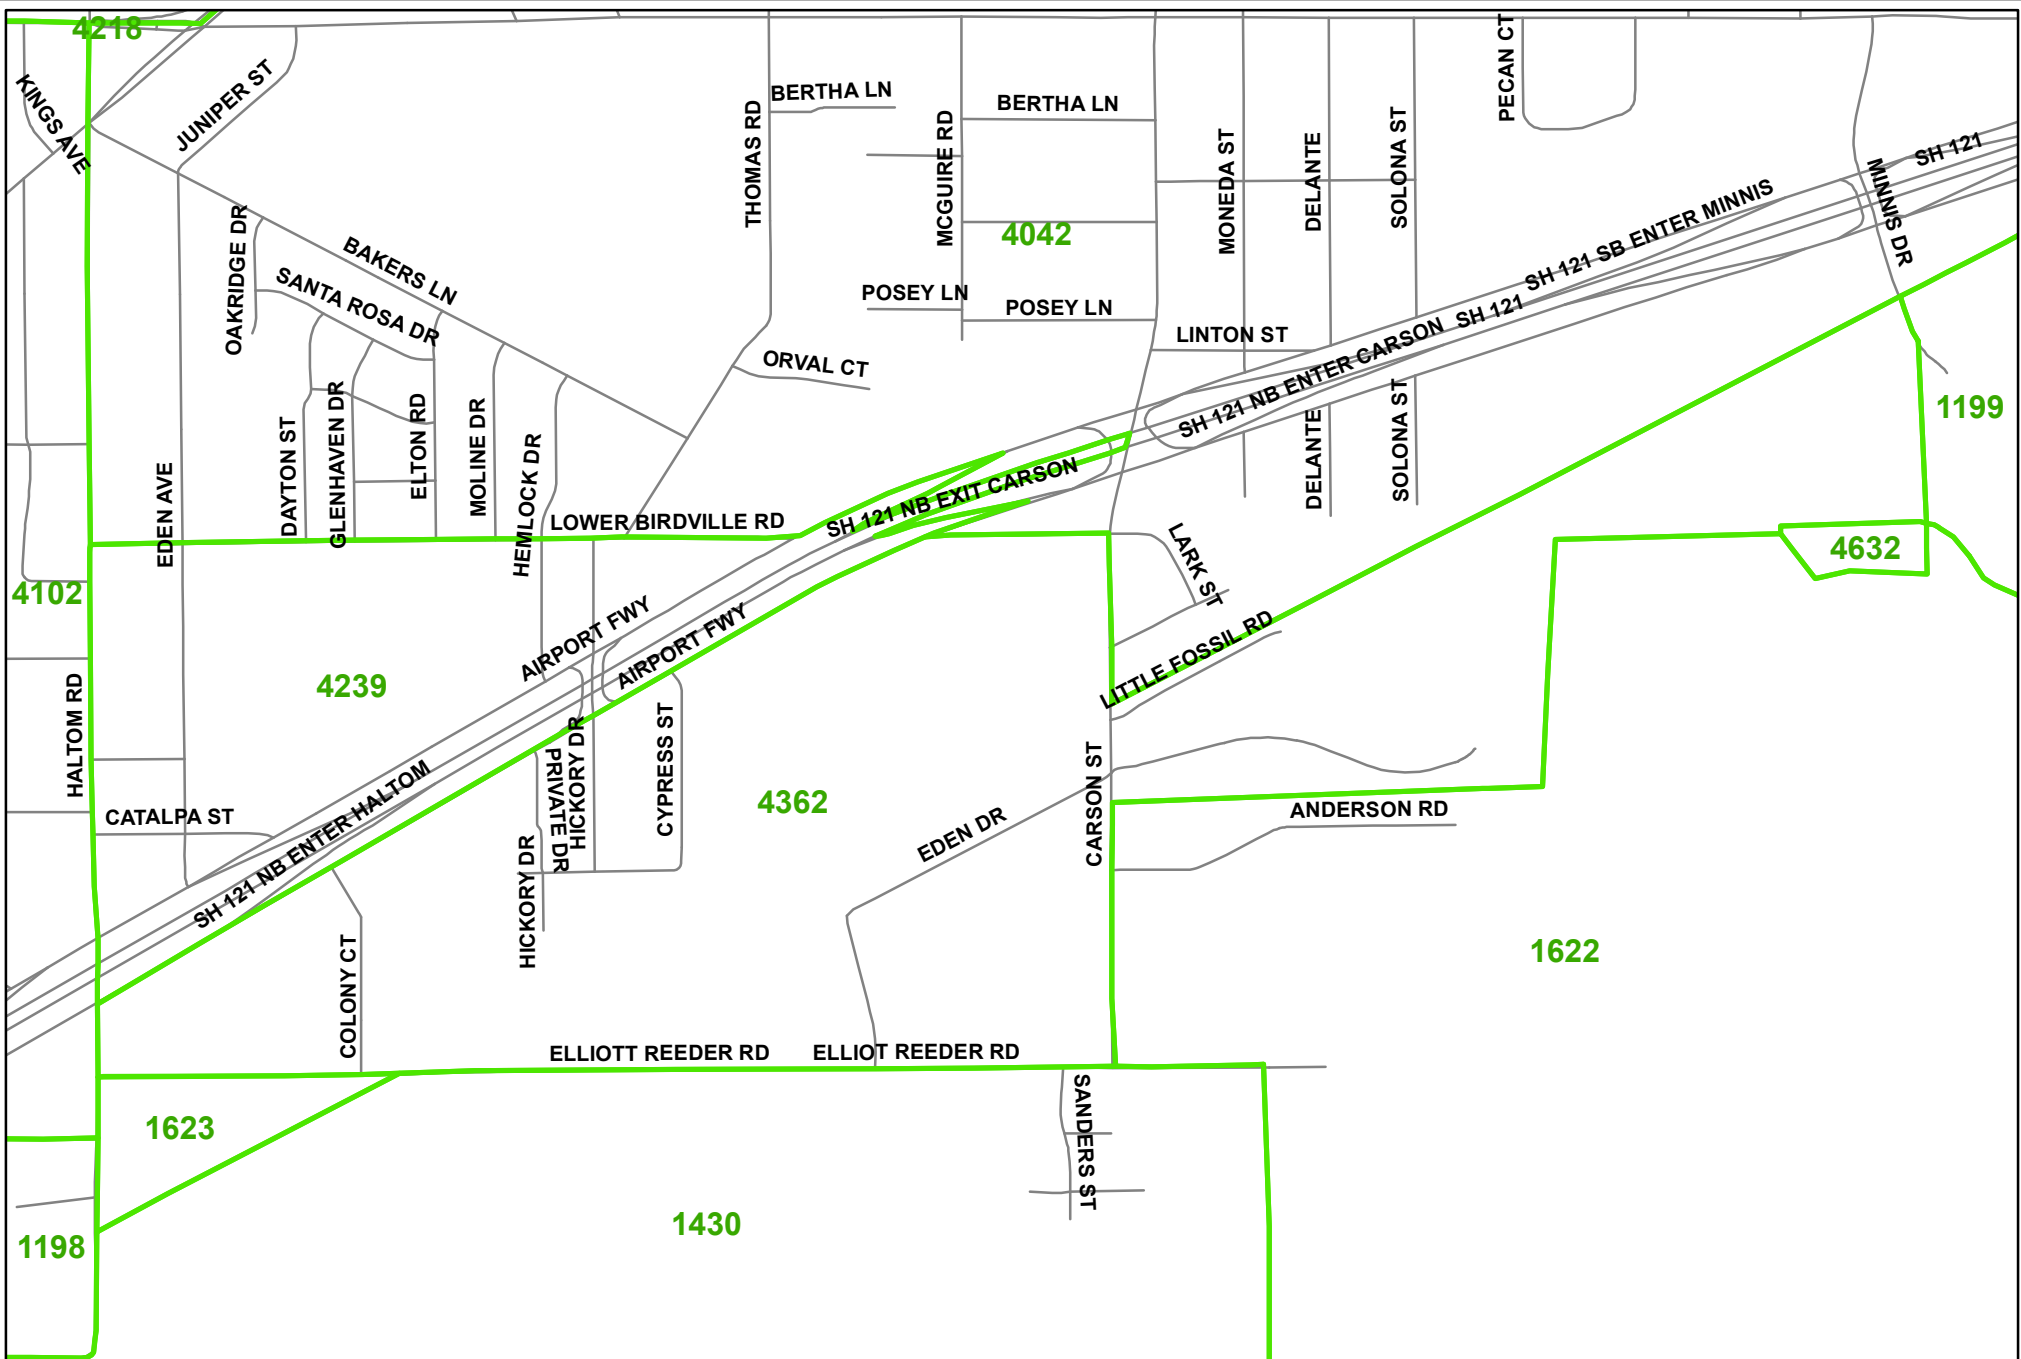 4218
KINGS AVE
JUNIPER ST
BERTHA LN
THOMAS RD
BERTHA LN
MCGUIRE RD
MONEDA ST
DELANTE
SOLONA ST
PECAN CT
SH 121
MINNIS DR
SH 121 SB ENTER MINNIS
4042
OAKRIDGE DR
BAKERS LN
SANTA ROSA DR
POSEY LN
POSEY LN
LINTON ST
SH 121
SH 121 NB ENTER CARSON
ORVAL CT
DAYTON ST
GLENHAVEN DR
ELTON RD
MOLINE DR
HEMLOCK DR
DELANTE
SOLONA ST
1199
EDEN AVE
LOWER BIRDVILLE RD
SH 121 NB EXIT CARSON
LARK ST
4632
4102
AIRPORT FWY
AIRPORT FWY
LITTLE FOSSIL RD
4239
HALTOM RD
HICKORY DR
PRIVATE DR
CYPRESS ST
4362
CARSON ST
ANDERSON RD
CATALPA ST
SH 121 NB ENTER HALTOM
EDEN DR
HICKORY DR
COLONY CT
1622
ELLIOTT REEDER RD
ELLIOT REEDER RD
1623
SANDERS ST
1198
1430